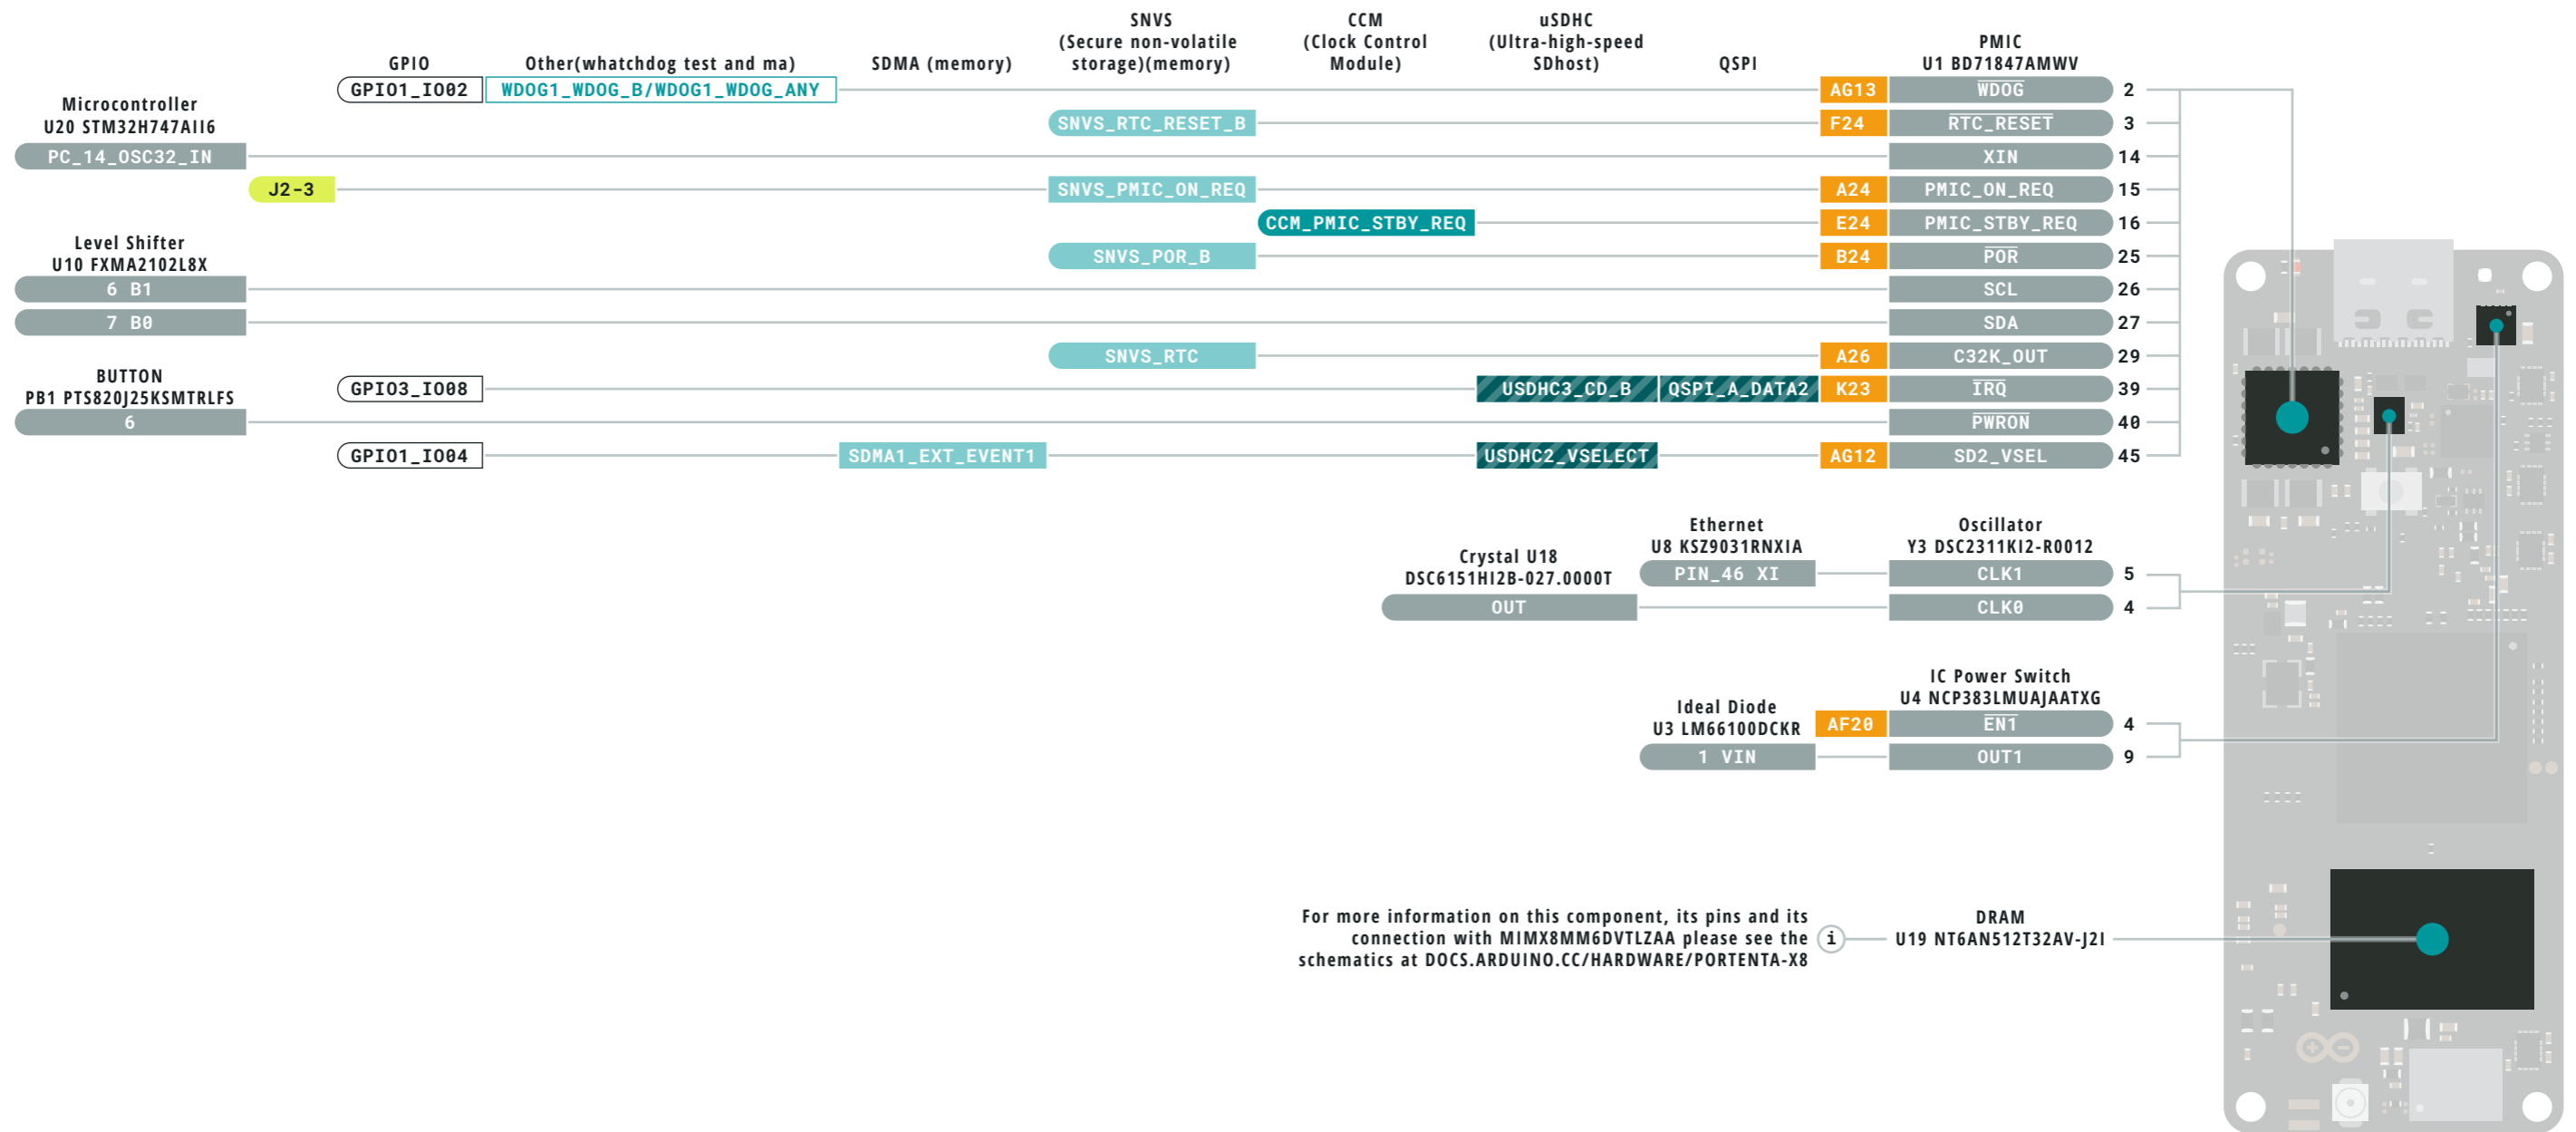 SNVS
(Secure non-volatile
storage)(memory)
CCM
(Clock Control
Module)
uSDHC
(Ultra-high-speed
SDhost)
PMIC
U1 BD71847AMWV
GPIO
Other(whatchdog test and ma)
SDMA (memory)
QSPI
GPIO1_IO02 WDOG1_WDOG_B/WDOG1_WDOG_ANY AG13 WDOG 2
Microcontroller
U20 STM32H747AII6
SNVS_RTC_RESET_B F24 RTC_RESET 3
PC_14_OSC32_IN XIN 14
J2-3 SNVS_PMIC_ON_REQ A24 PMIC_ON_REQ 15
CCM_PMIC_STBY_REQ E24 PMIC_STBY_REQ 16
Level Shifter
U10 FXMA2102L8X
SNVS_POR_B B24 POR 25
6 B1 SCL 26
7 B0 SDA 27
SNVS_RTC A26 C32K_OUT 29
BUTTON
PB1 PTS820J25KSMTRLFS
GPIO3_IO08 USDHC3_CD_B QSPI_A_DATA2 K23 IRQ 39
6 PWRON 40
GPIO1_IO04 SDMA1_EXT_EVENT1 USDHC2_VSELECT AG12 SD2_VSEL 45
Ethernet
U8 KSZ9031RNXIA
Oscillator
Y3 DSC2311KI2-R0012
Crystal U18
DSC6151HI2B-027.0000T
PIN_46 XI CLK1 5
OUT CLK0 4
IC Power Switch
U4 NCP383LMUAJAATXG
Ideal Diode
U3 LM66100DCKR
AF20 EN1 4
1 VIN OUT1 9
For more information on this component, its pins and its
connection with MIMX8MM6DVTLZAA please see the
schematics at DOCS.ARDUINO.CC/HARDWARE/PORTENTA-X8
i
DRAM
U19 NT6AN512T32AV-J2I